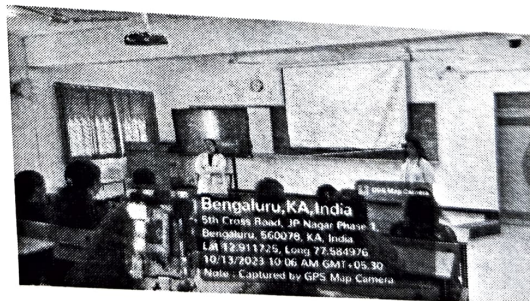 GPS Map Camera
Bengaluru,KA,India
5th Cross Road, JP Nagar Phase 1,
Bengaluru, 560078, KA, India
Lat 12.911725, Long 77.584976
10/13/2023 10:06 AM GMT+05:30
Note : Captured by GPS Map Camera